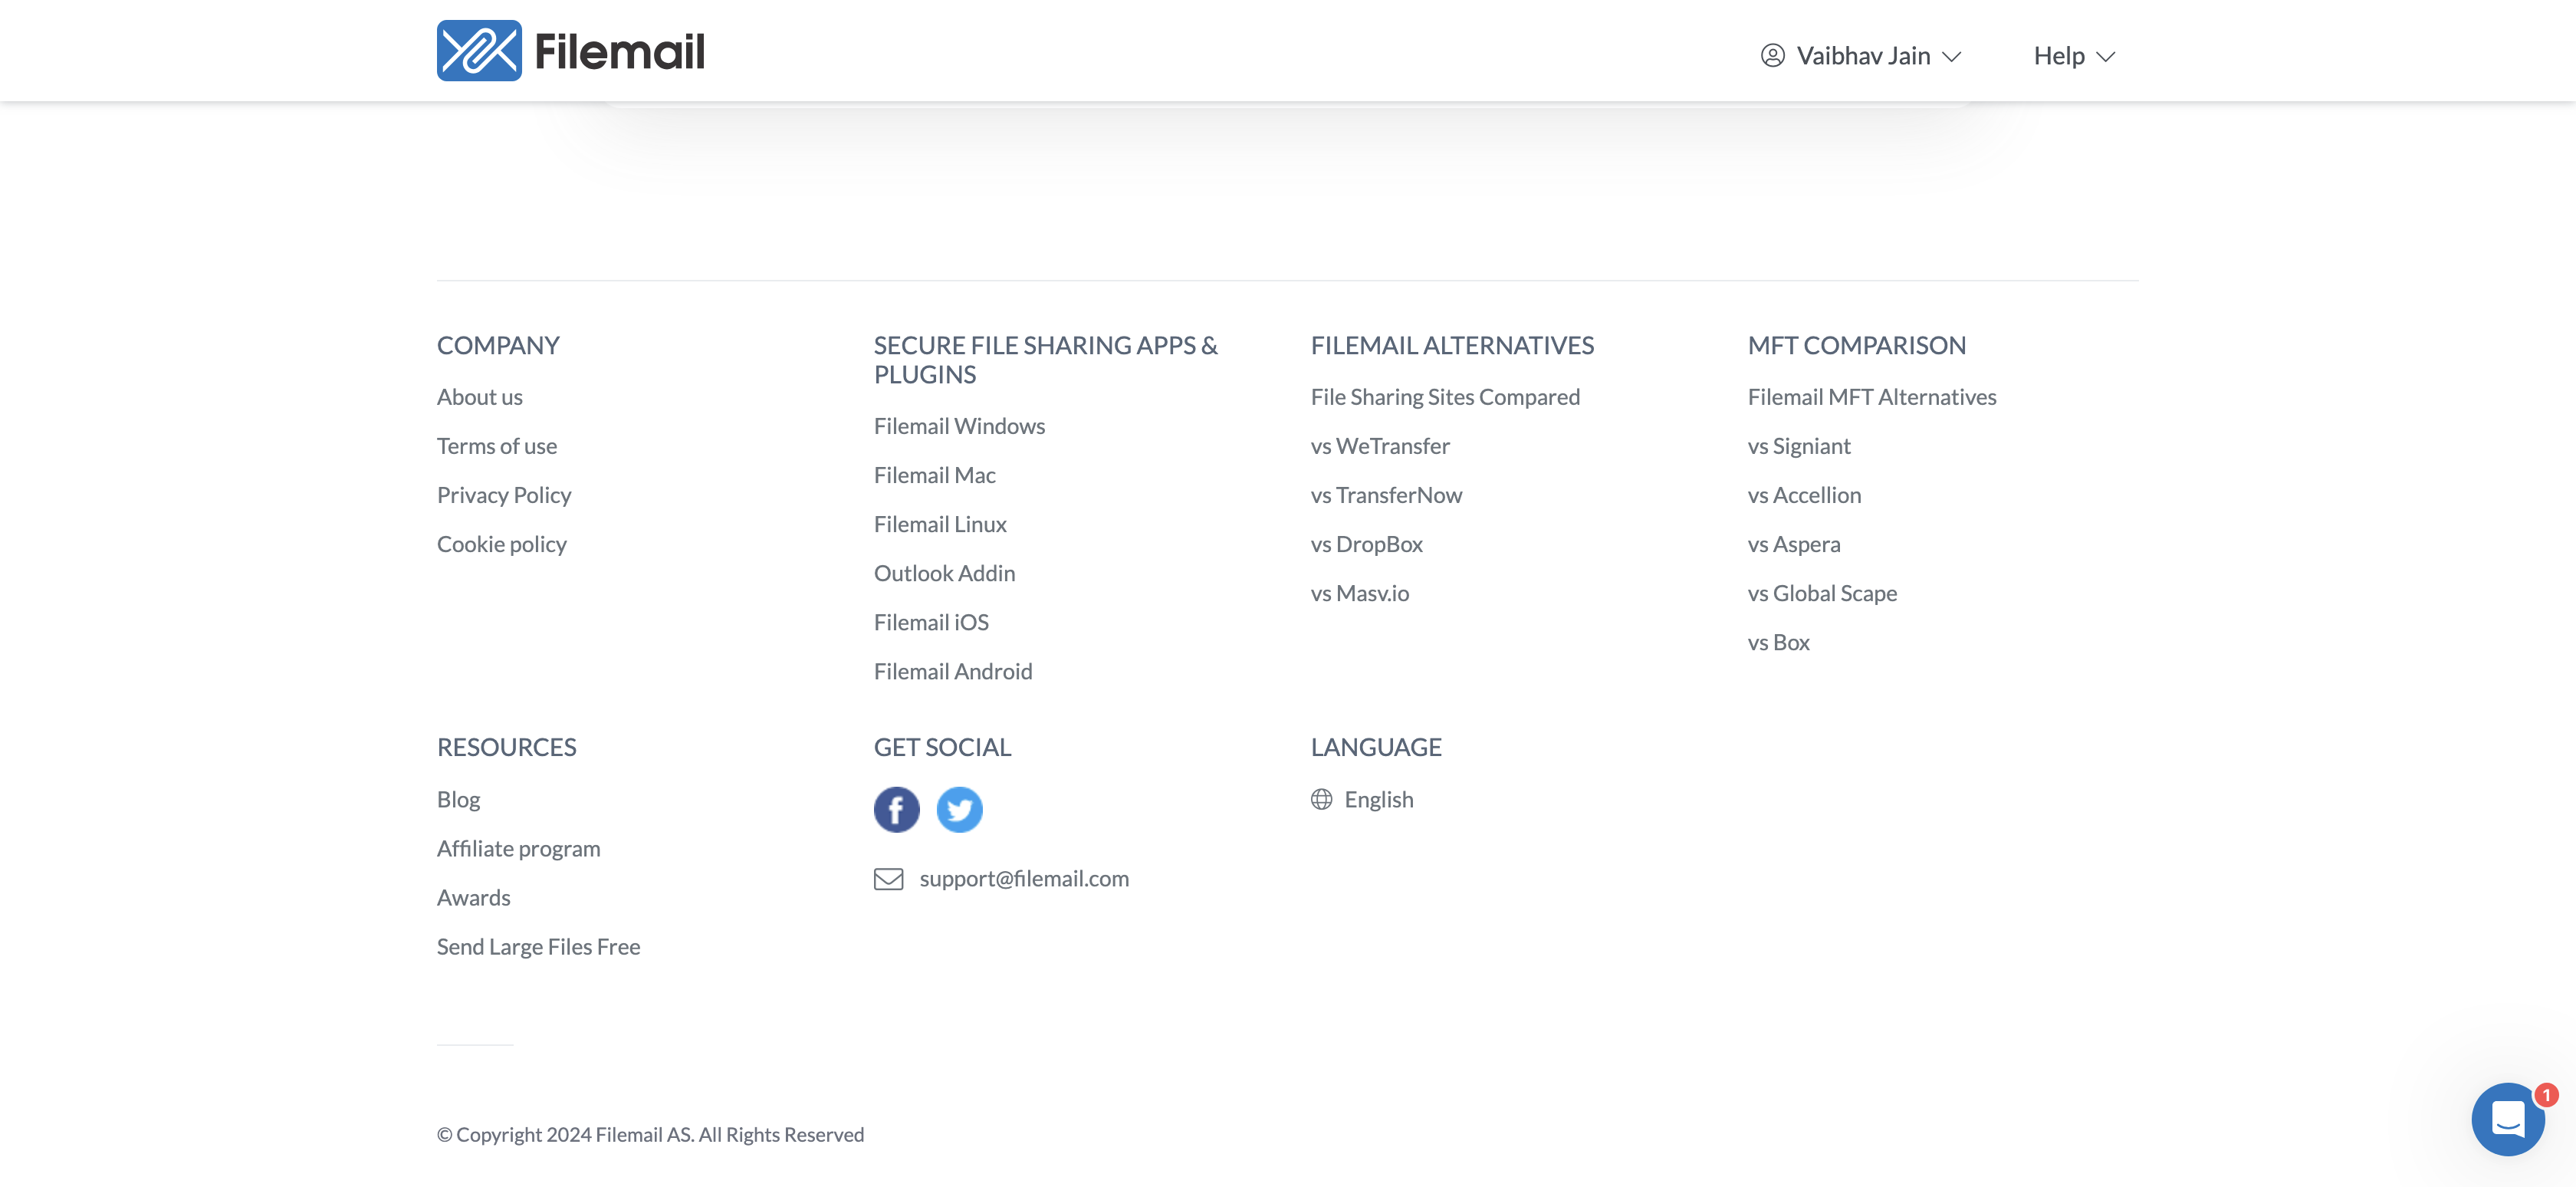 Filemail
Vaibhav Jain
Help
COMPANY
About us
Terms of use
Privacy Policy
Cookie policy
SECURE FILE SHARING APPS &
PLUGINS
Filemail Windows
Filemail Mac
Filemail Linux
Outlook Addin
Filemail iOS
Filemail Android
FILEMAIL ALTERNATIVES
File Sharing Sites Compared
vs WeTransfer
vs TransferNow
vs DropBox
vs Masv.io
MFT COMPARISON
Filemail MFT Alternatives
vs Signiant
vs Accellion
vs Aspera
vs Global Scape
vs Box
RESOURCES
Blog
Affiliate program
Awards
Send Large Files Free
GET SOCIAL
support@filemail.com
LANGUAGE
English
© Copyright 2024 Filemail AS. All Rights Reserved
1